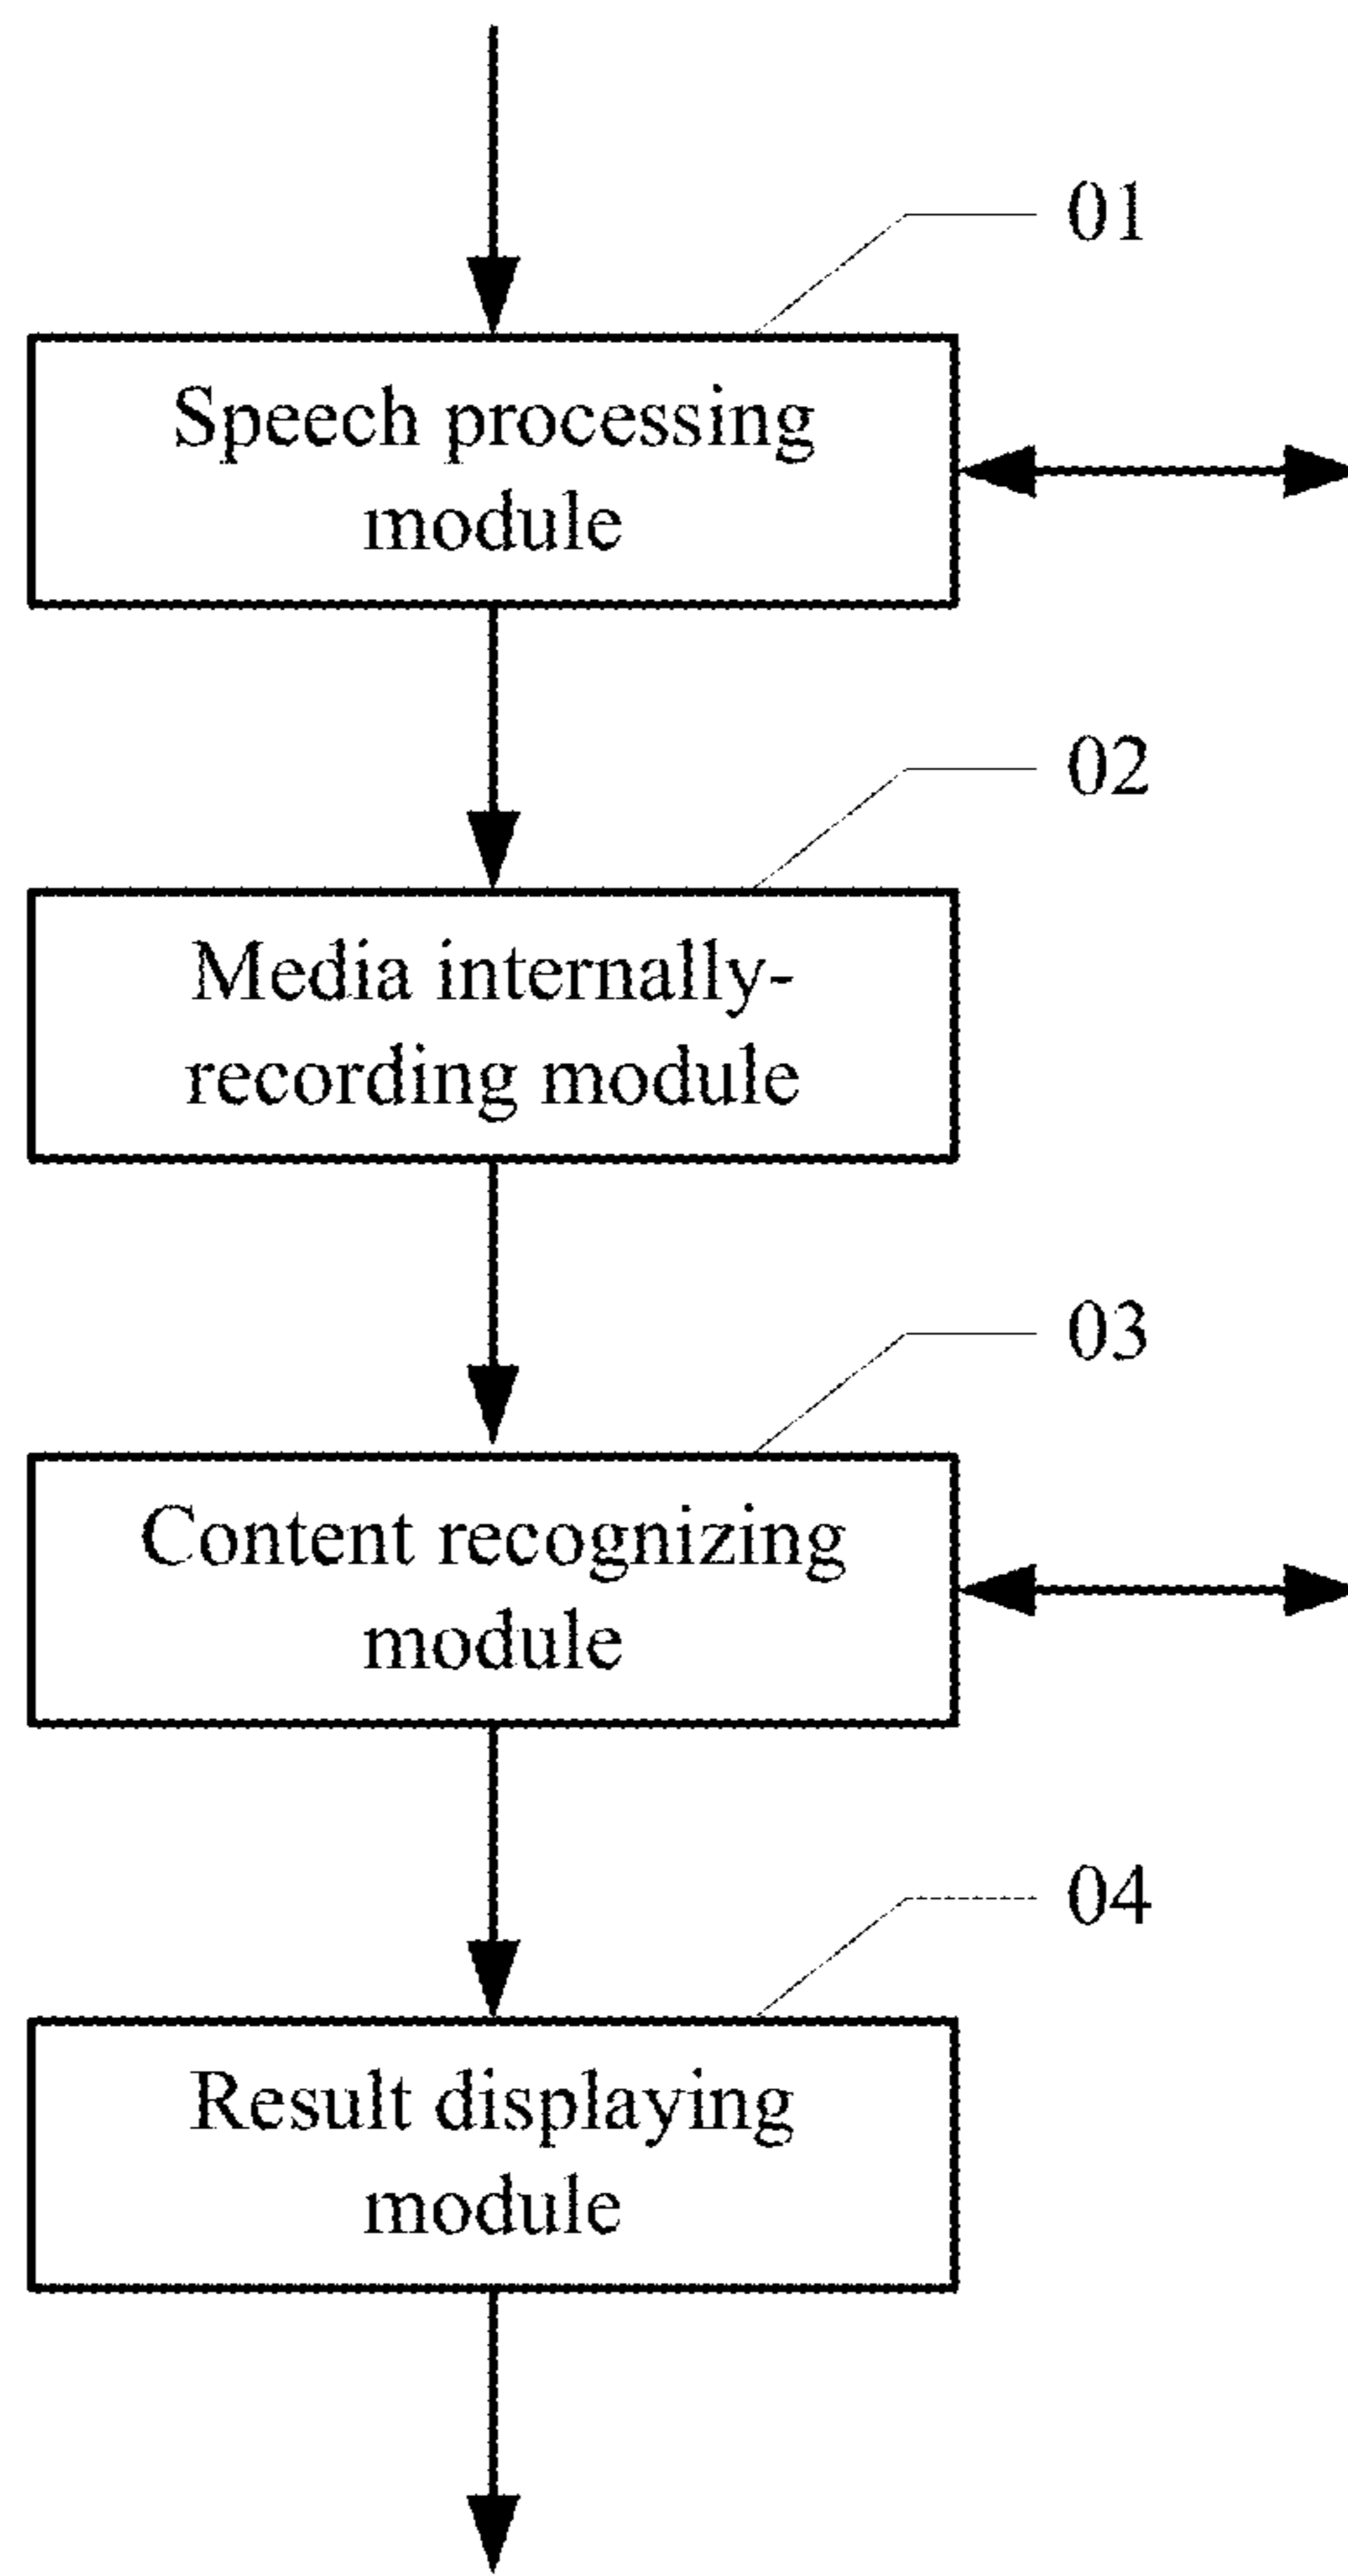 01
Speech processing
module
02
Media internally-
recording module
03
Content recognizing
module
04
Result displaying
module